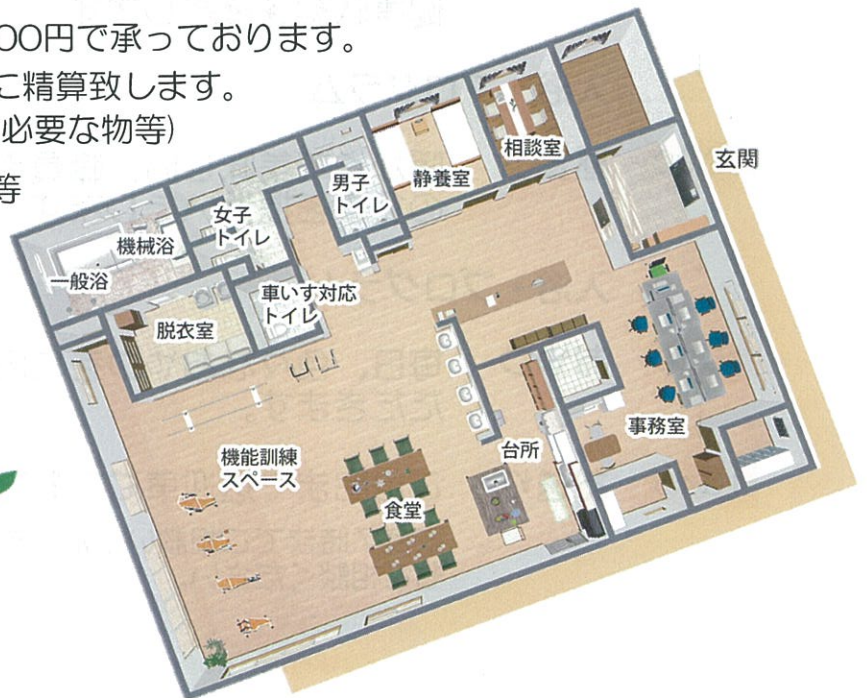 00円で承っております。
に精算致します。
必要な物等)
等
玄関
相談室
静養室
男子
トイレ
女子
トイレ
機械浴
一般浴
車いす対応
トイレ
脱衣室
事務室
台所
機能訓練
スペース
食堂